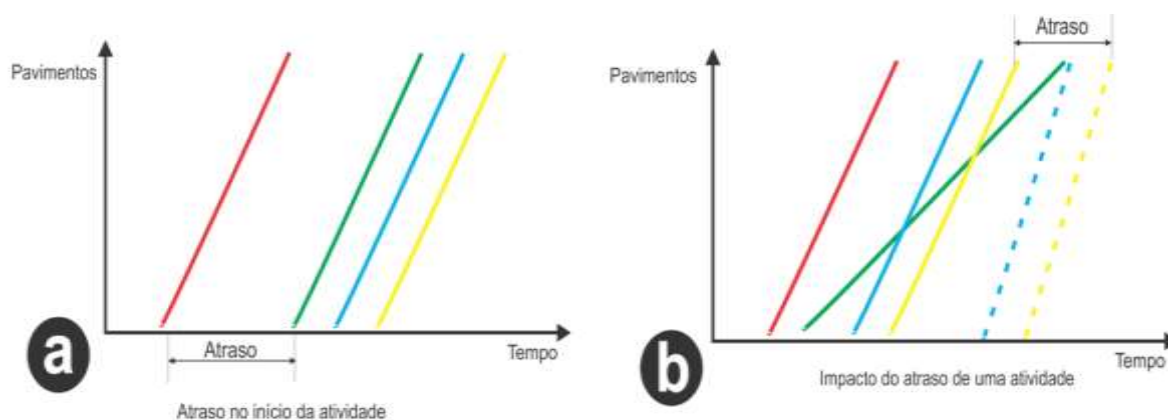 Pavimentos
Atraso
Tempo
a
Atraso no início da atividade
Atraso
Pavimentos
Tempo
b
Impacto do atraso de uma atividade